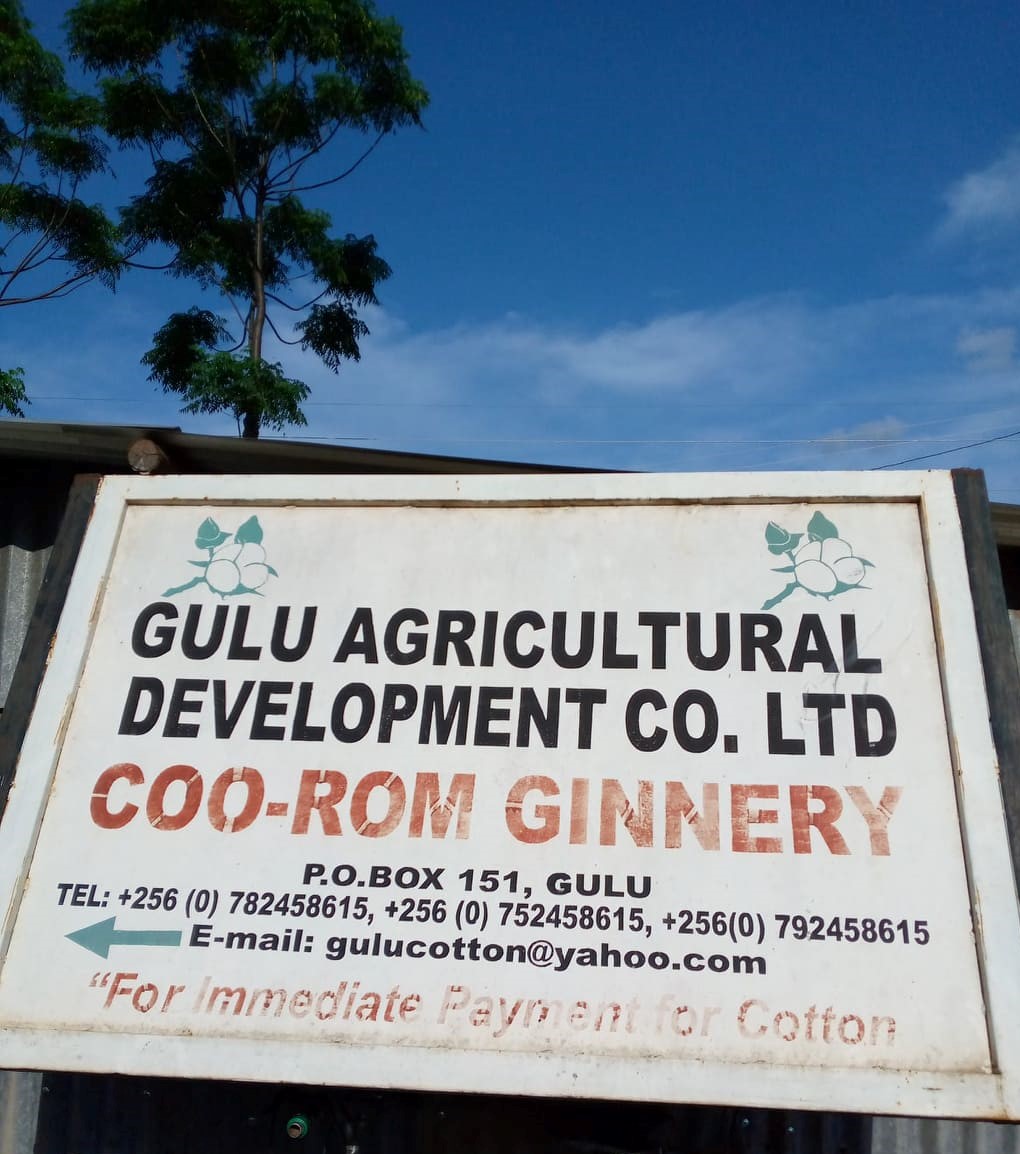 GULU AGRICULTURAL
DEVELOPMENT CO. LTD
COO-ROM GINNERY
P.O.BOX 151, GULU
TEL: +256 (0) 782458615, +256 (0) 752458615, +256(0) 792458615
E-mail: gulucotton@yahoo.com
“For Immediate Payment for Cotton